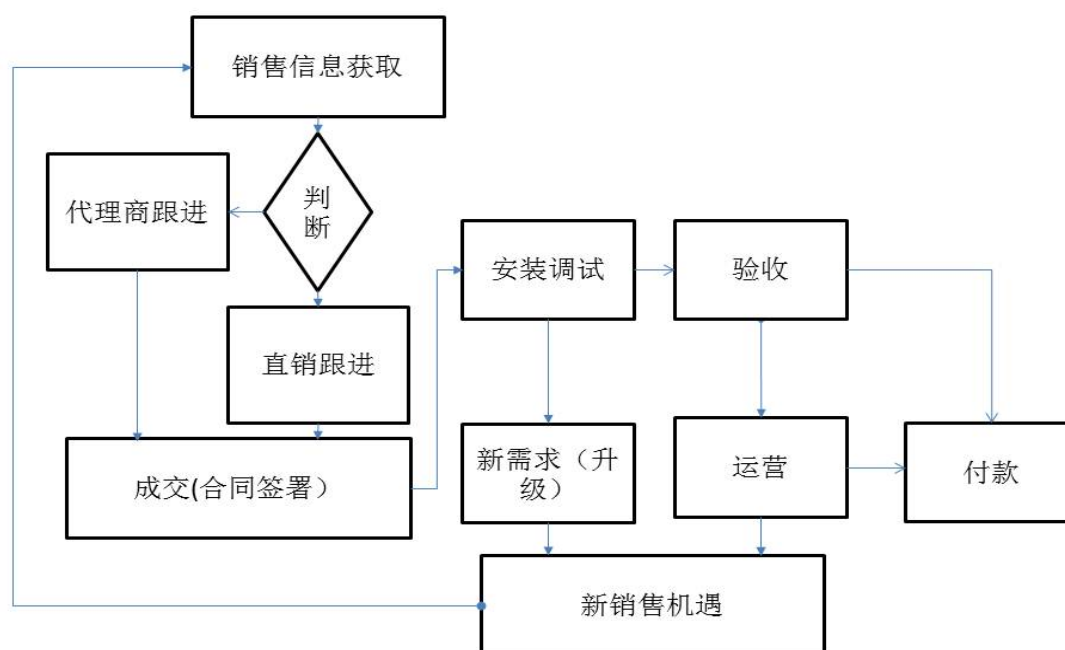 销售信息获取
判
断
代理商跟进
直销跟进
成交(合同签署）
安装调试
验收
新需求（升
级）
运营
付款
新销售机遇